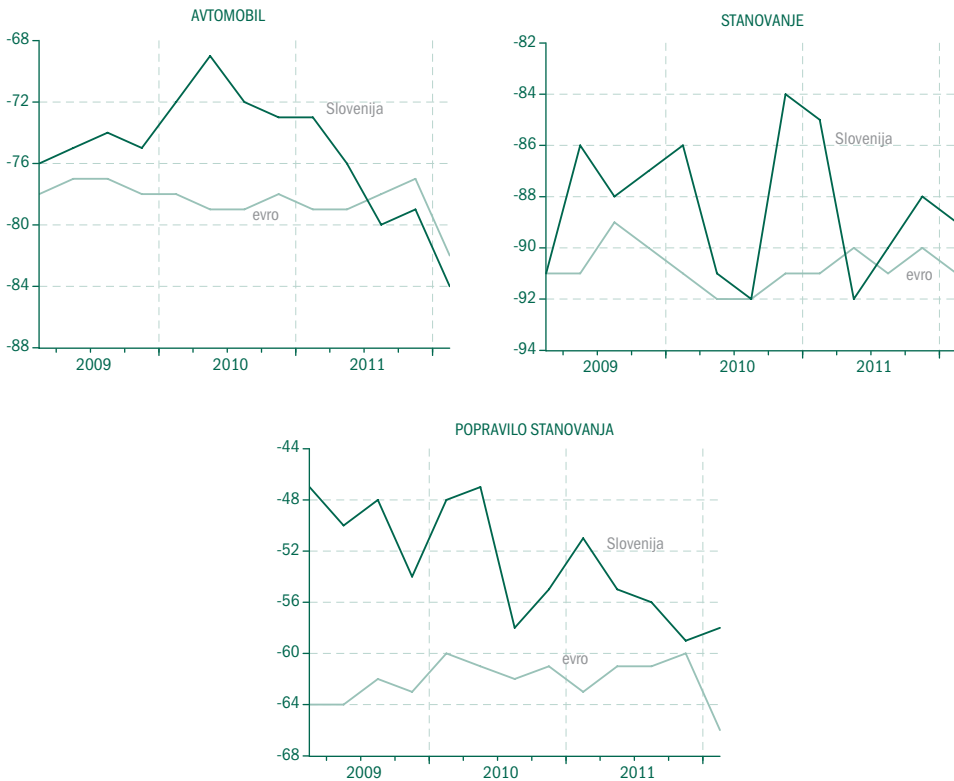 AVTOMOBIL
-68
-72
-76
-80
-84
-88
Slovenija
evro
2009 2010 2011
STANOVANJE
-82
-84
-86
-88
-90
-92
-94
Slovenija
evro
2009 2010 2011
POPRAVILO STANOVANJA
-44
-48
-52
-56
-60
-64
-68
Slovenija
evro
2009 2010 2011